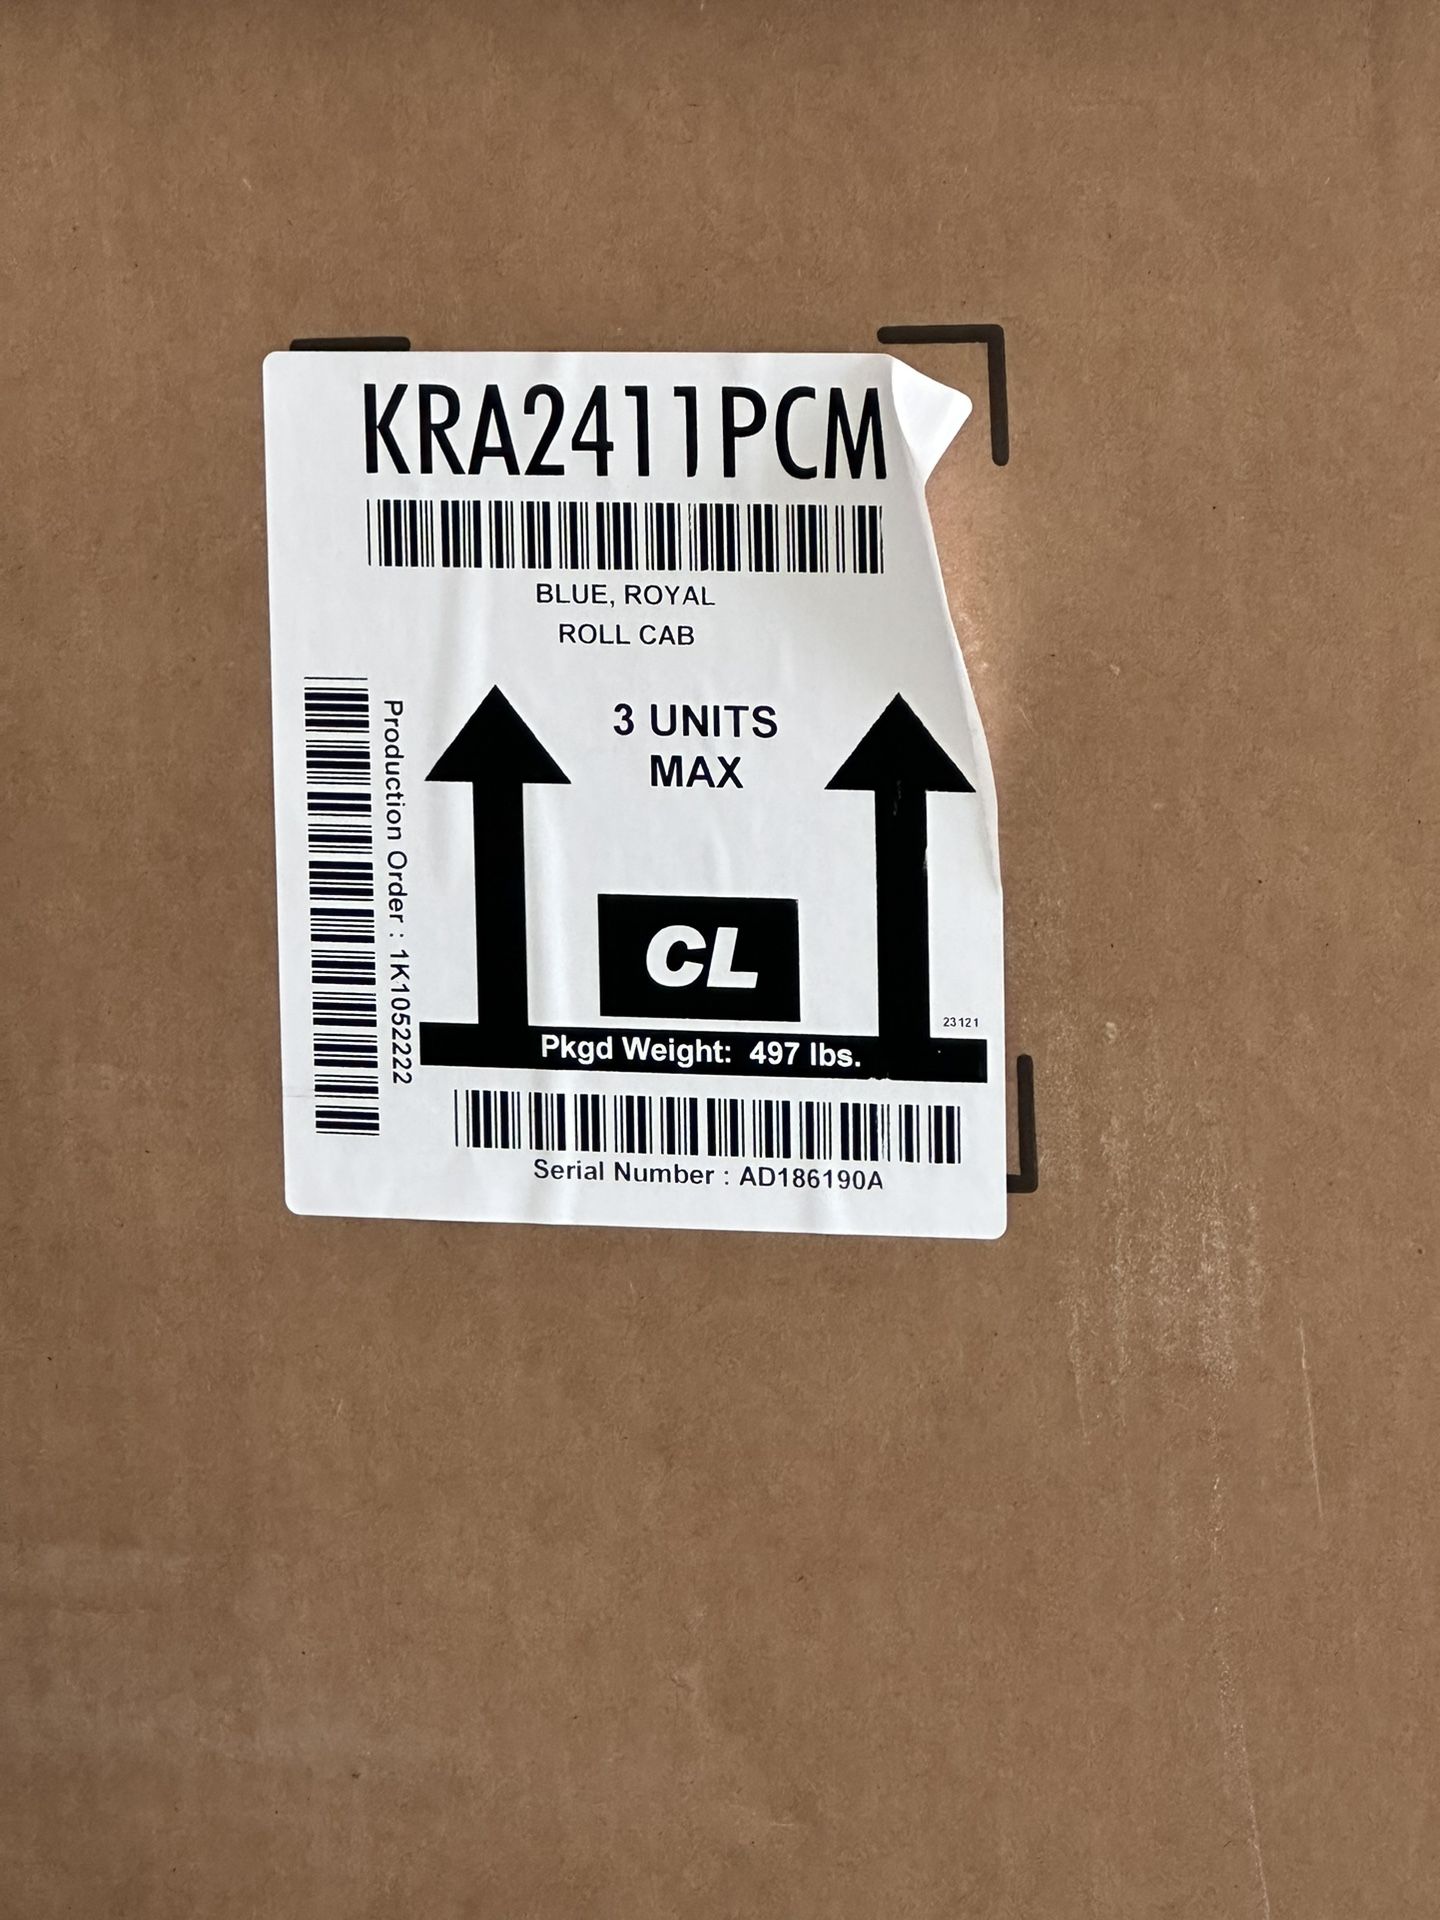 KRA2411PCM
BLUE, ROYAL
ROLL CAB
3 UNITS
MAX
Production Order : 1K1052222
CL
23121
Pkgd Weight: 497 lbs.
Serial Number : AD186190A